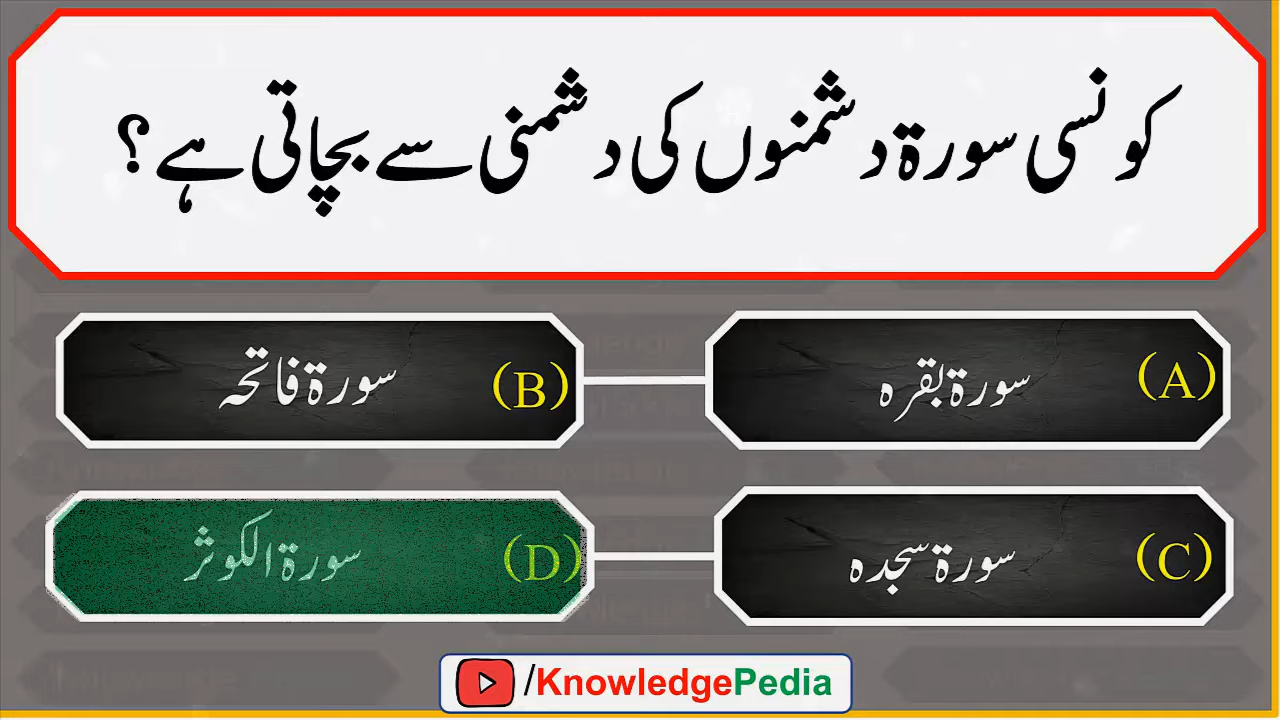 کونسی سورۃ دشمنوں کی دشمنی سے بچاتی ہے؟
(A) سورۃ بقرہ
(B) سورۃ فاتحہ
(C) سورۃ سجدہ
(D) سورۃ الکوثر
/KnowledgePedia